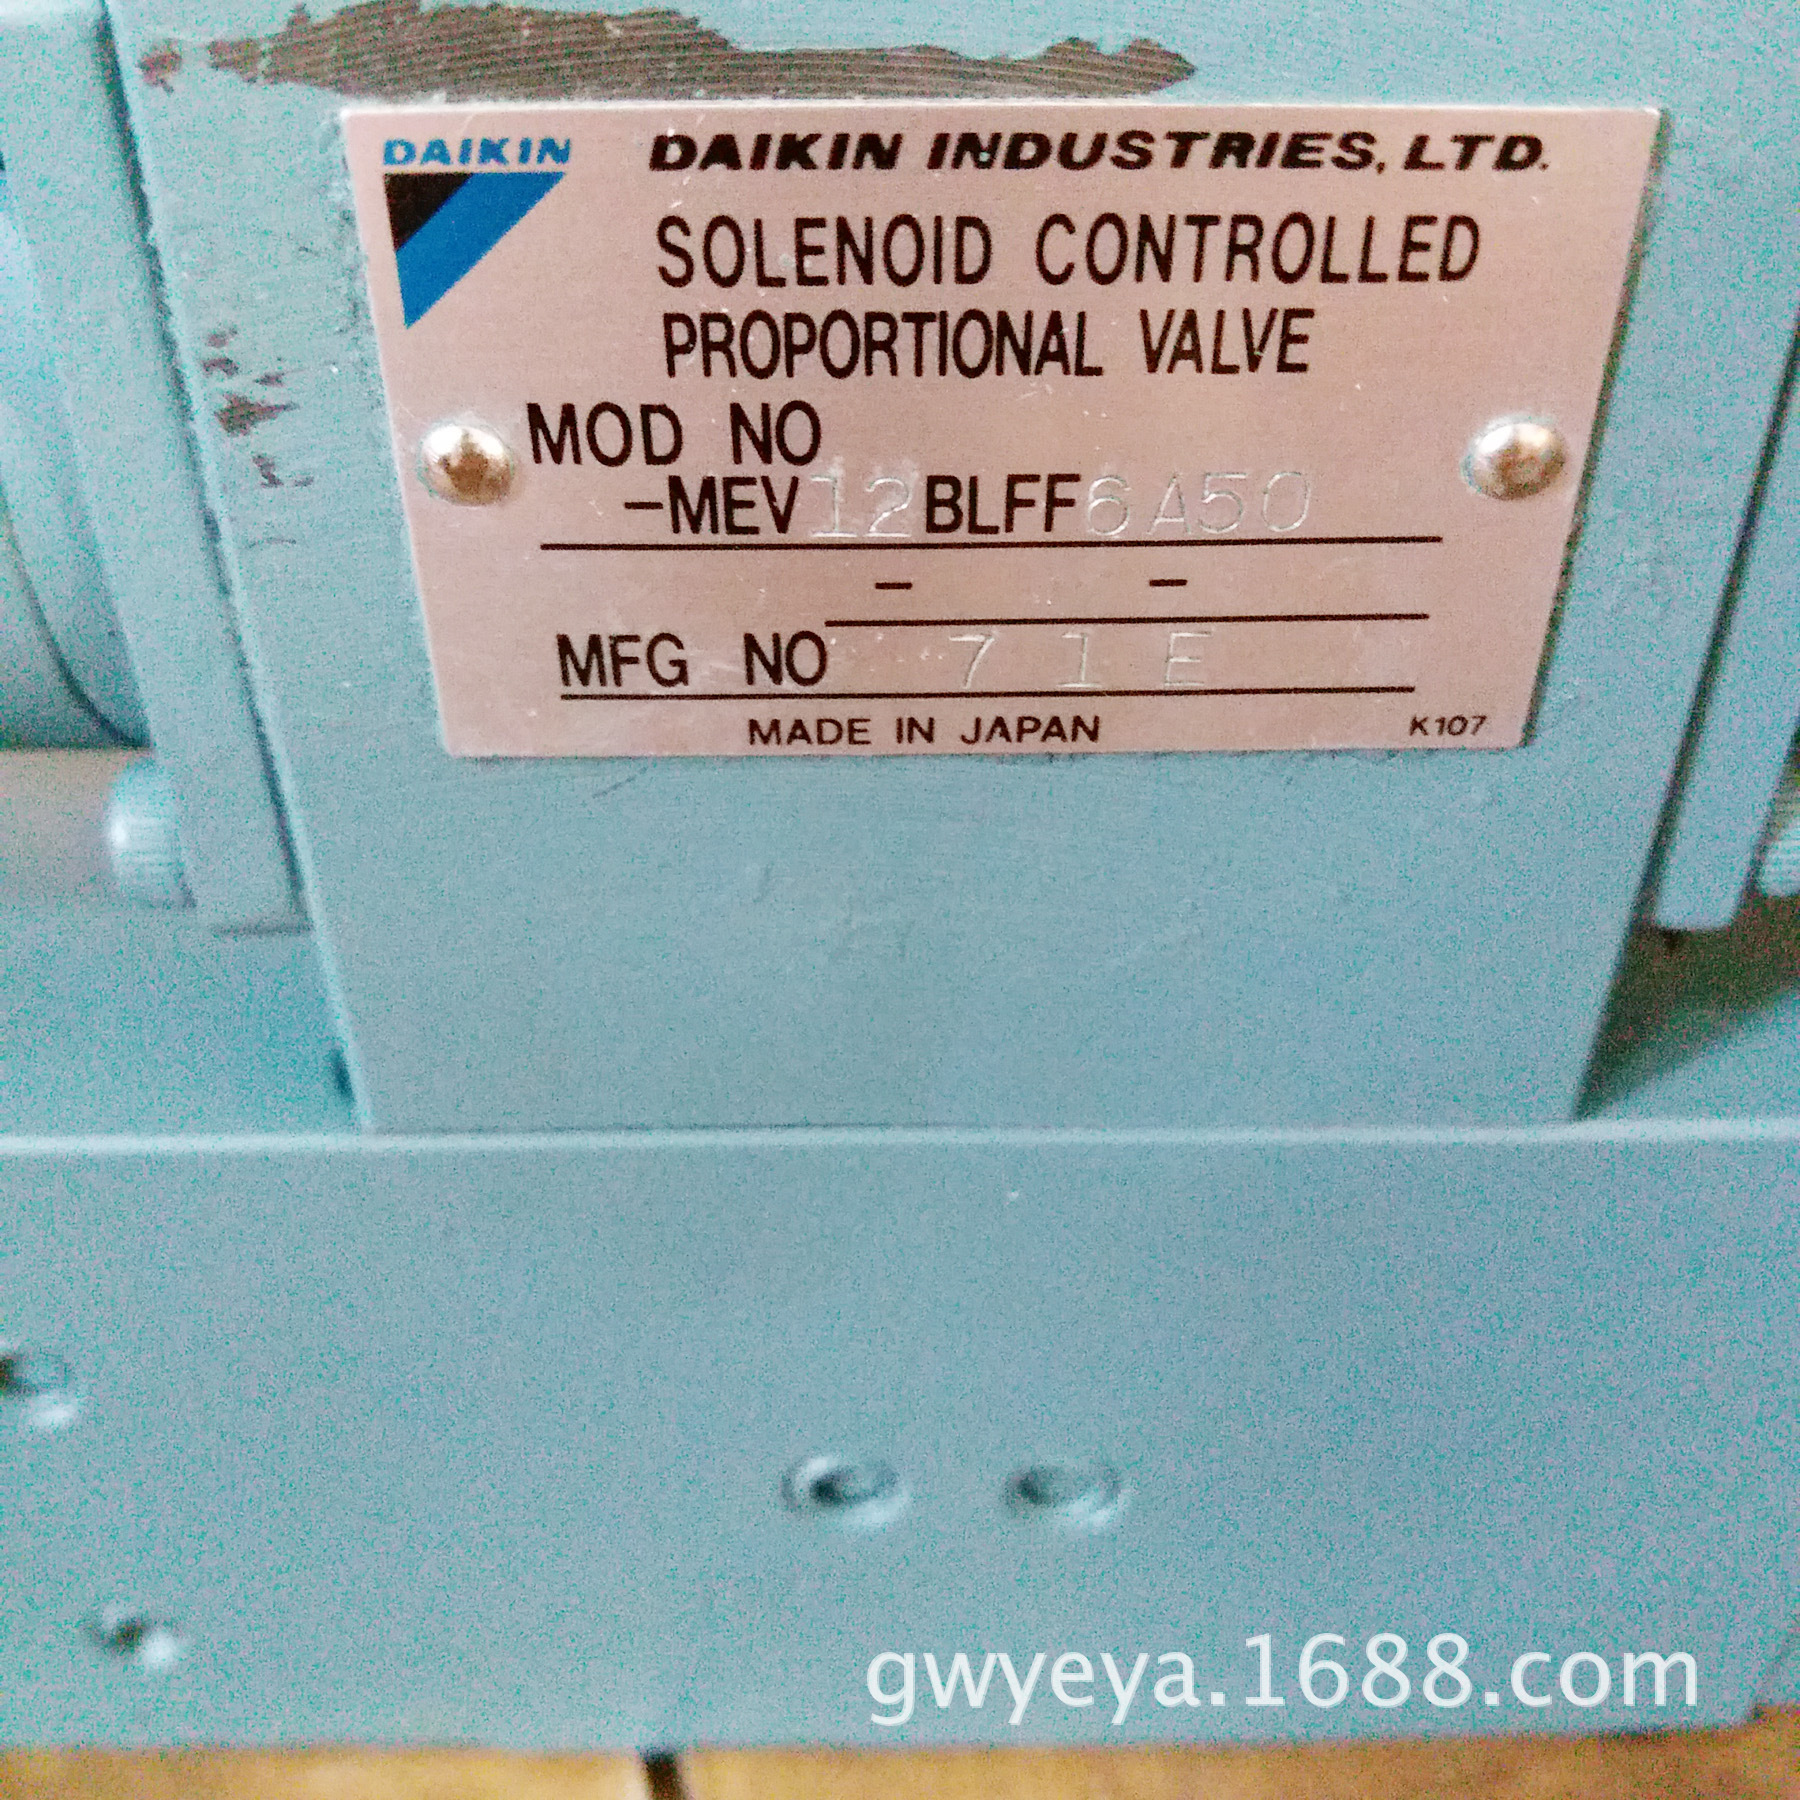 DAIKIN
DAIKIN INDUSTRIES, LTD.
SOLENOID CONTROLLED
PROPORTIONAL VALVE
MOD NO
-MEV12BLFF6A50
- -
MFG NO 71E
MADE IN JAPAN K107
gwyeya.1688.com